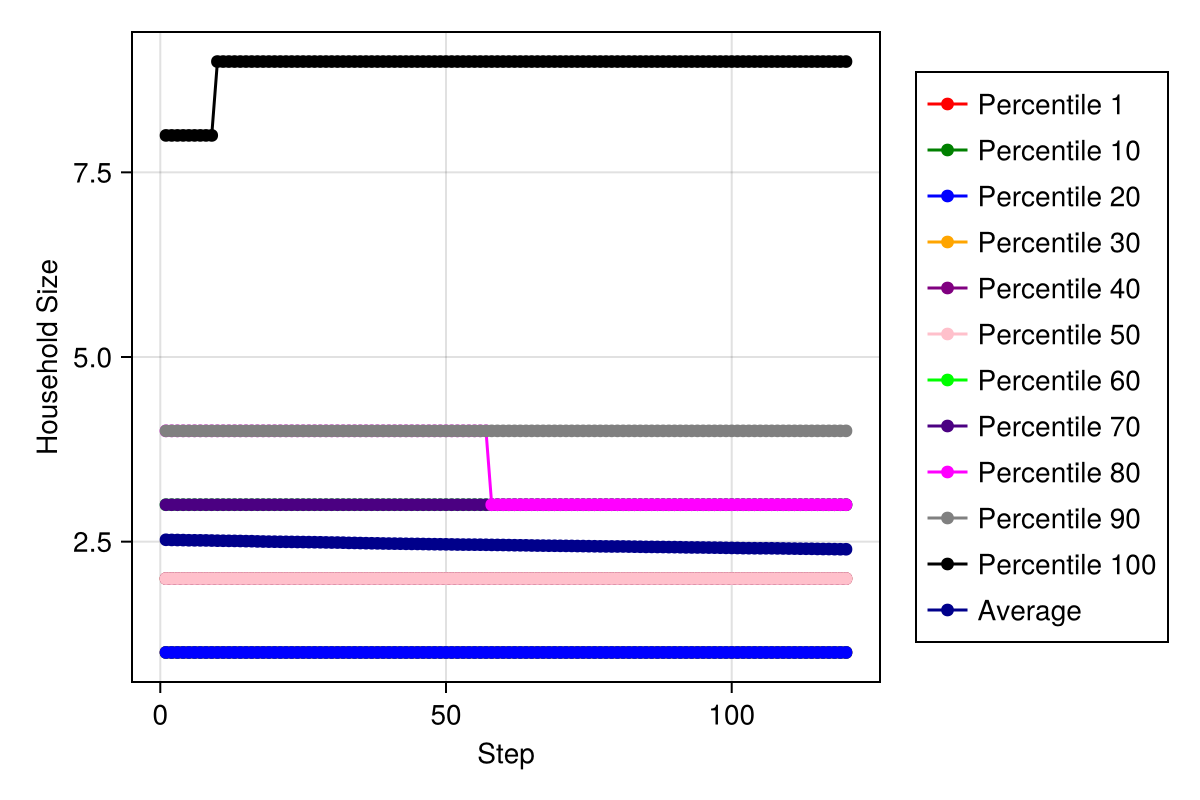 7.5
5.0
2.5
Household Size
0
50
100
Step
Percentile 1
Percentile 10
Percentile 20
Percentile 30
Percentile 40
Percentile 50
Percentile 60
Percentile 70
Percentile 80
Percentile 90
Percentile 100
Average